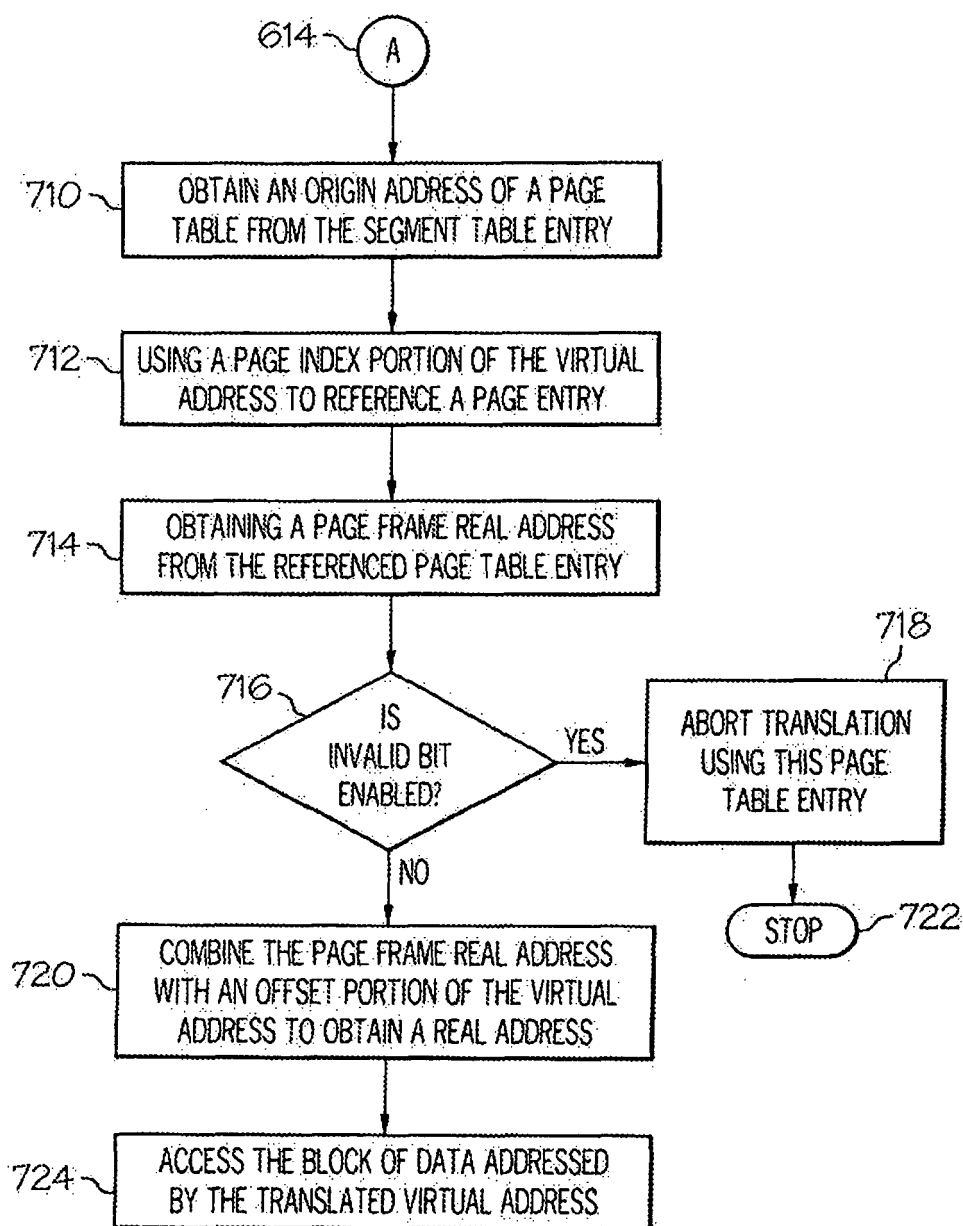 614
A
710
OBTAIN AN ORIGIN ADDRESS OF A PAGE
TABLE FROM THE SEGMENT TABLE ENTRY
712
USING A PAGE INDEX PORTION OF THE VIRTUAL
ADDRESS TO REFERENCE A PAGE ENTRY
714
OBTAINING A PAGE FRAME REAL ADDRESS
FROM THE REFERENCED PAGE TABLE ENTRY
716
IS
INVALID BIT
ENABLED?
YES
718
ABORT TRANSLATION
USING THIS PAGE
TABLE ENTRY
STOP
722
NO
720
COMBINE THE PAGE FRAME REAL ADDRESS
WITH AN OFFSET PORTION OF THE VIRTUAL
ADDRESS TO OBTAIN A REAL ADDRESS
724
ACCESS THE BLOCK OF DATA ADDRESSED
BY THE TRANSLATED VIRTUAL ADDRESS